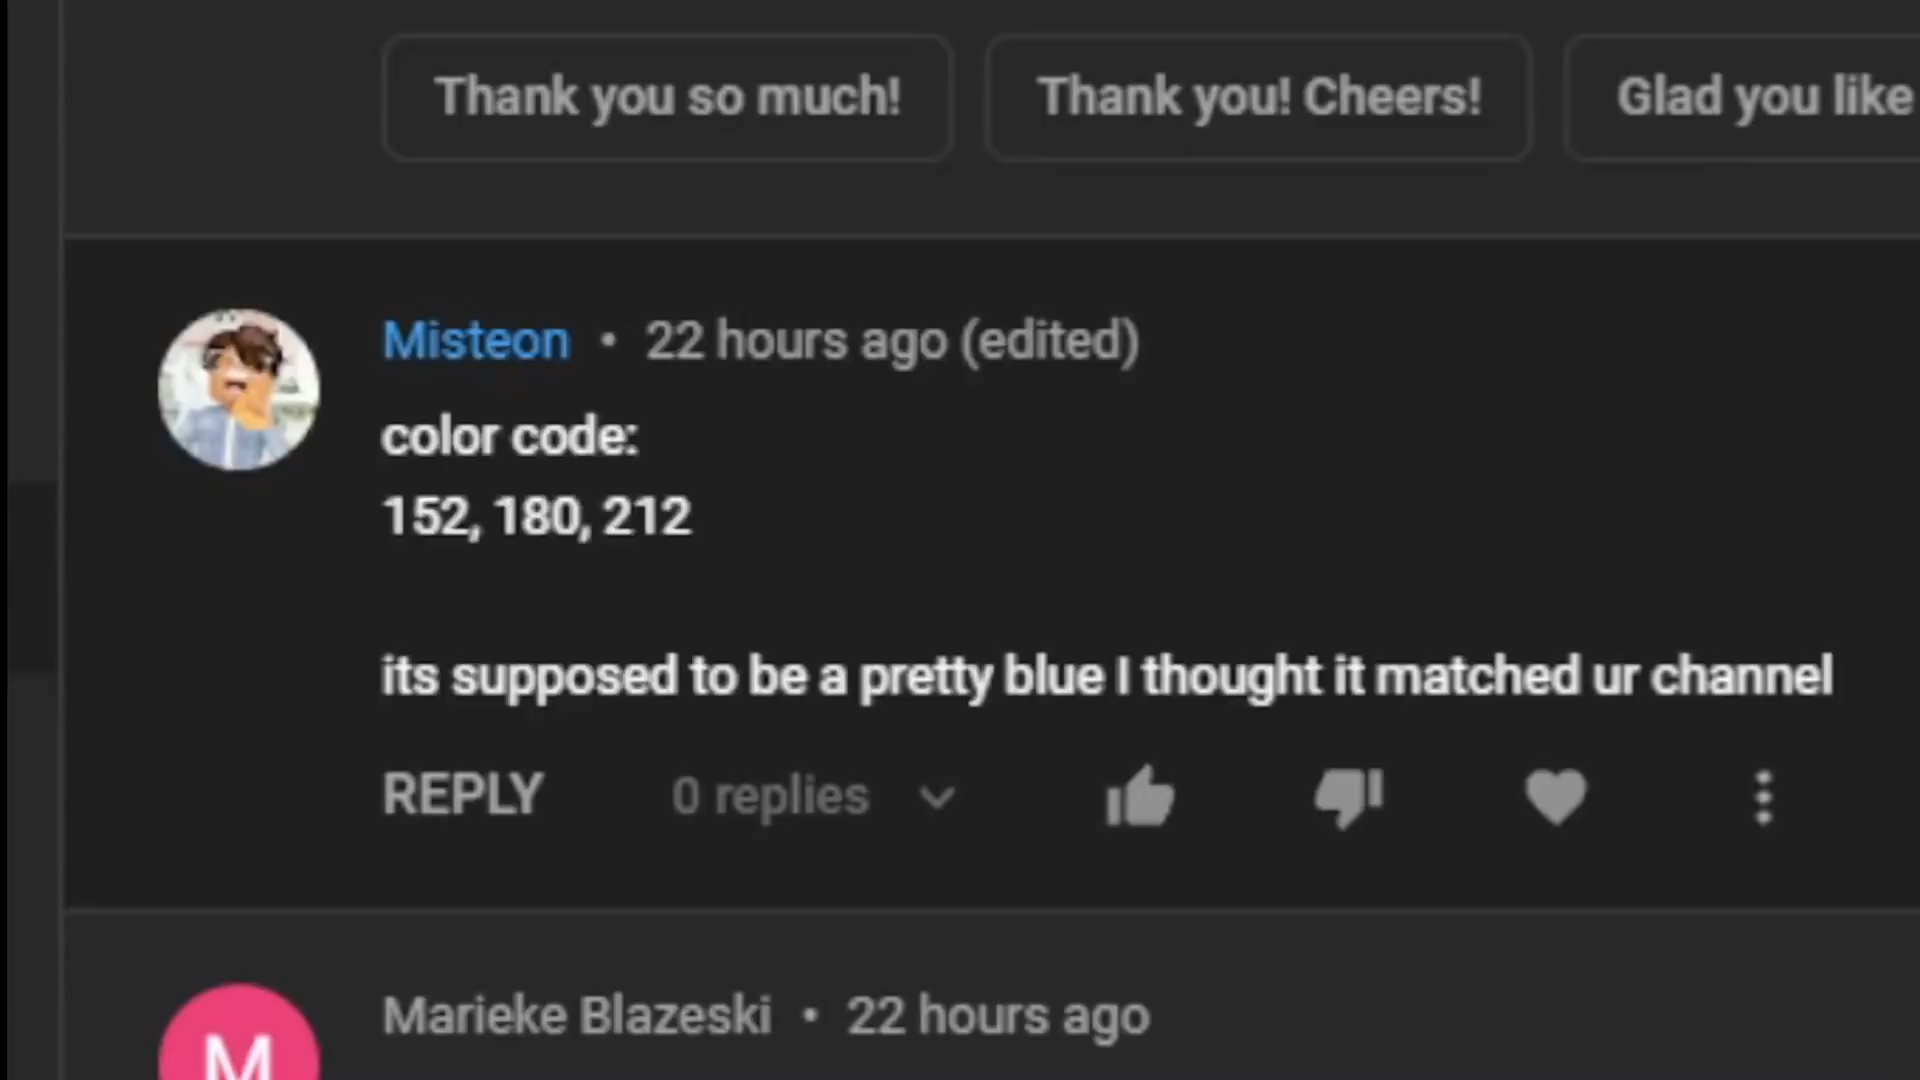 Thank you so much!
Thank you! Cheers!
Glad you like
Misteon • 22 hours ago (edited)
color code:
152, 180, 212
its supposed to be a pretty blue I thought it matched ur channel
REPLY
0 replies
Marieke Blazeski • 22 hours ago
M